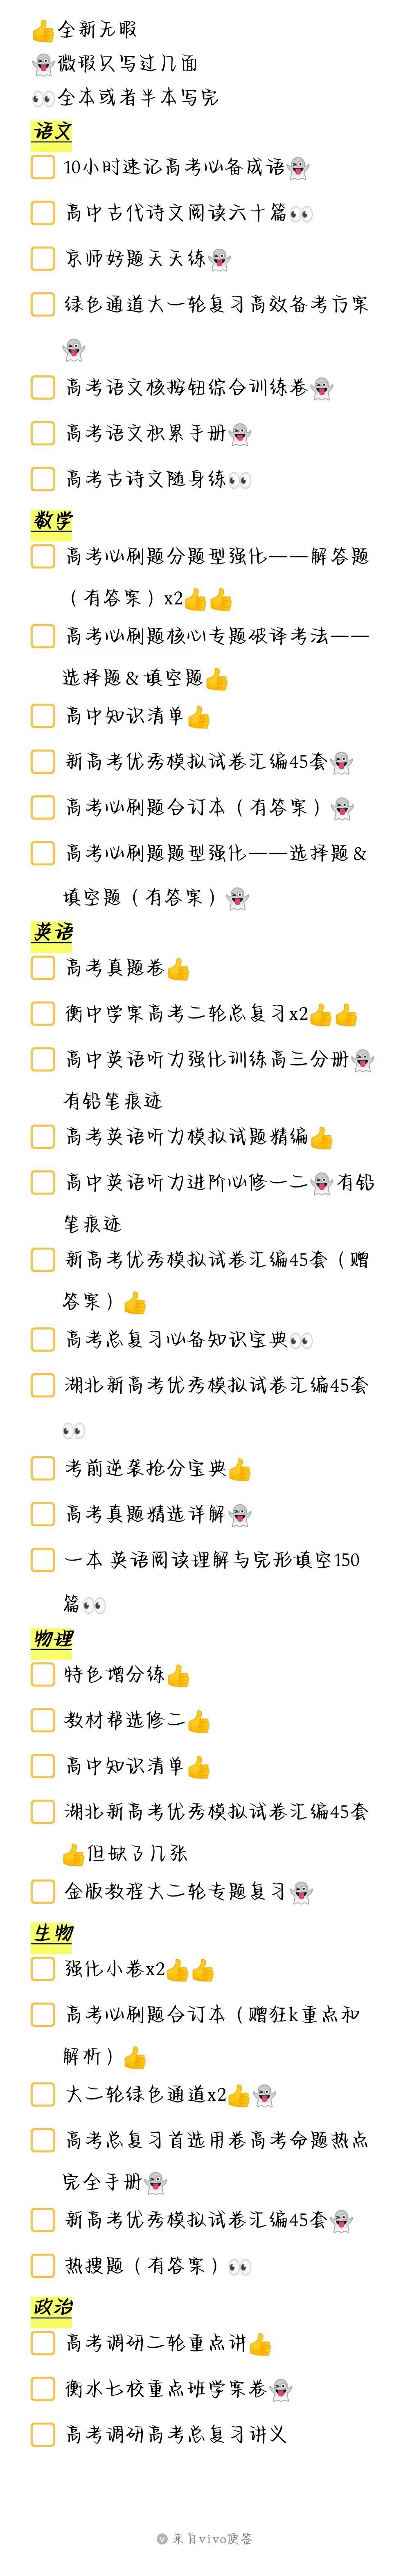 👍全新无暇
👻微瑕只写过几面
👀全本或者半本写完
语文
10小时速记高考必备成语👻
高中古代诗文阅读六十篇👀
京师好题天天练👻
绿色通道大一轮复习高效备考方案
👻
高考语文核按钮综合训练卷👻
高考语文积累手册👻
高考古诗文随身练👀
数学
高考必刷题分题型强化——解答题
（有答案）x2👍👍
高考必刷题核心专题破译考法——
选择题＆填空题👍
高中知识清单👍
新高考优秀模拟试卷汇编45套👻
高考必刷题合订本（有答案）👻
高考必刷题题型强化——选择题＆
填空题（有答案）👻
英语
高考真题卷👍
衡中学案高考二轮总复习x2👍👍
高中英语听力强化训练高三分册👻
有铅笔痕迹
高考英语听力模拟试题精编👍
高中英语听力进阶必修一二👻有铅
笔痕迹
新高考优秀模拟试卷汇编45套（赠
答案）👍
高考总复习必备知识宝典👀
湖北新高考优秀模拟试卷汇编45套
👀
考前逆袭抢分宝典👍
高考真题精选详解👻
一本 英语阅读理解与完形填空150
篇👀
物理
特色增分练👍
教材帮选修二👍
高中知识清单👍
湖北新高考优秀模拟试卷汇编45套
👍但缺了几张
金版教程大二轮专题复习👻
生物
强化小卷x2👍👍
高考必刷题合订本（赠狂k重点和
解析）👍
大二轮绿色通道x2👍👻
高考总复习首选用卷高考命题热点
完全手册👻
新高考优秀模拟试卷汇编45套👻
热搜题（有答案）👀
政治
高考调研二轮重点讲👍
衡水七校重点班学案卷👻
高考调研高考总复习讲义
来自vivo便签